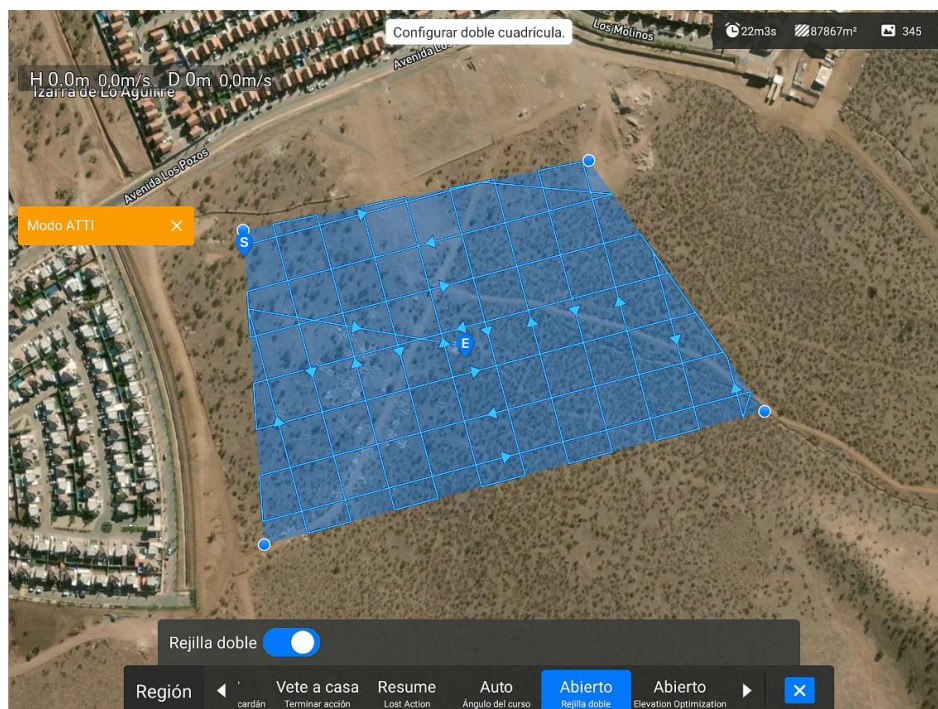 Configurar doble cuadrícula.
Los Molinos
22m3s 87867m² 345
H 0.0m 0,0m/s D 0m 0,0m/s
Izarra de Lo Aguirre
Avenida Los
Avenida Los Pozos
Modo ATTI
S
E
Rejilla doble
Región
cardán
Vete a casa
Terminar acción
Resume
Lost Action
Auto
Ángulo del curso
Abierto
Rejilla doble
Abierto
Elevation Optimization